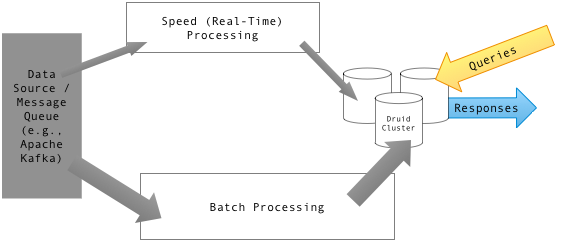 Speed (Real-Time)
Processing
Data
Source /
Message
Queue
(e.g.,
Apache
Kafka)
Queries
Responses
Druid
Cluster
Batch Processing